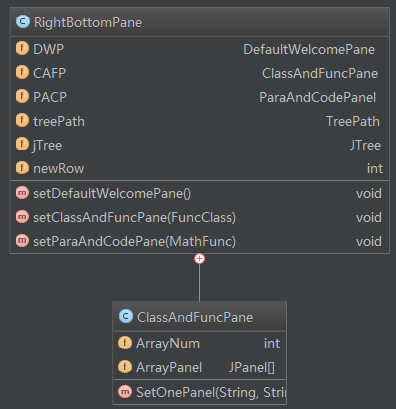 C RightBottomPane
f DWP DefaultWelcomePane
f CAFP ClassAndFuncPane
f PACP ParaAndCodePanel
f treePath TreePath
f jTree JTree
f newRow int
m setDefaultWelcomePane() void
m setClassAndFuncPane(FuncClass) void
m setParaAndCodePane(MathFunc) void
C ClassAndFuncPane
f ArrayNum int
f ArrayPanel JPanel[]
m SetOnePanel(String, Strin